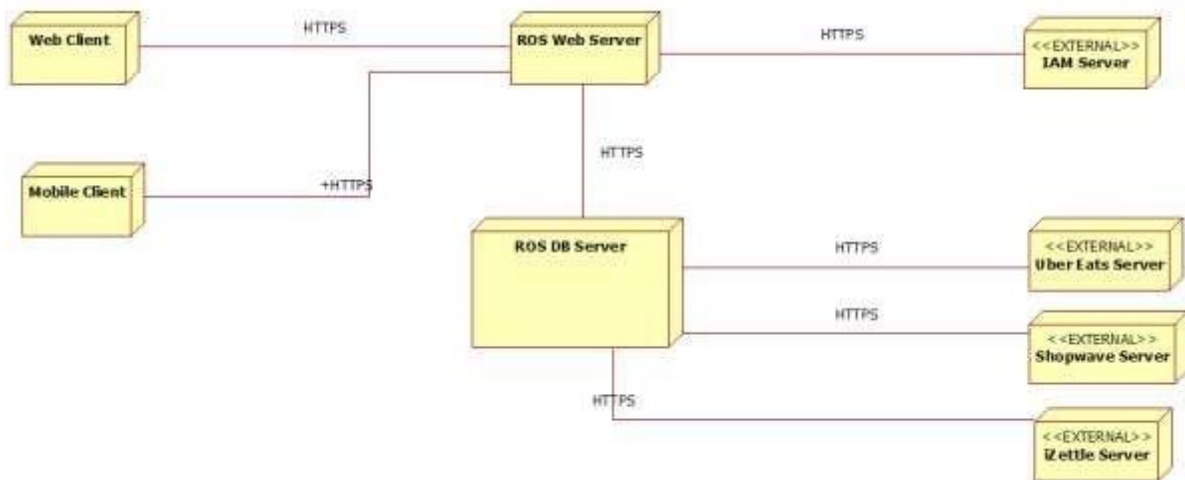 HTTPS
Web Client
ROS Web Server
HTTPS
<<EXTERNAL>>
IAM Server
HTTPS
Mobile Client
+HTTPS
ROS DB Server
HTTPS
<<EXTERNAL>>
Uber Eats Server
HTTPS
<<EXTERNAL>>
Shopwave Server
HTTPS
<<EXTERNAL>>
iZettle Server